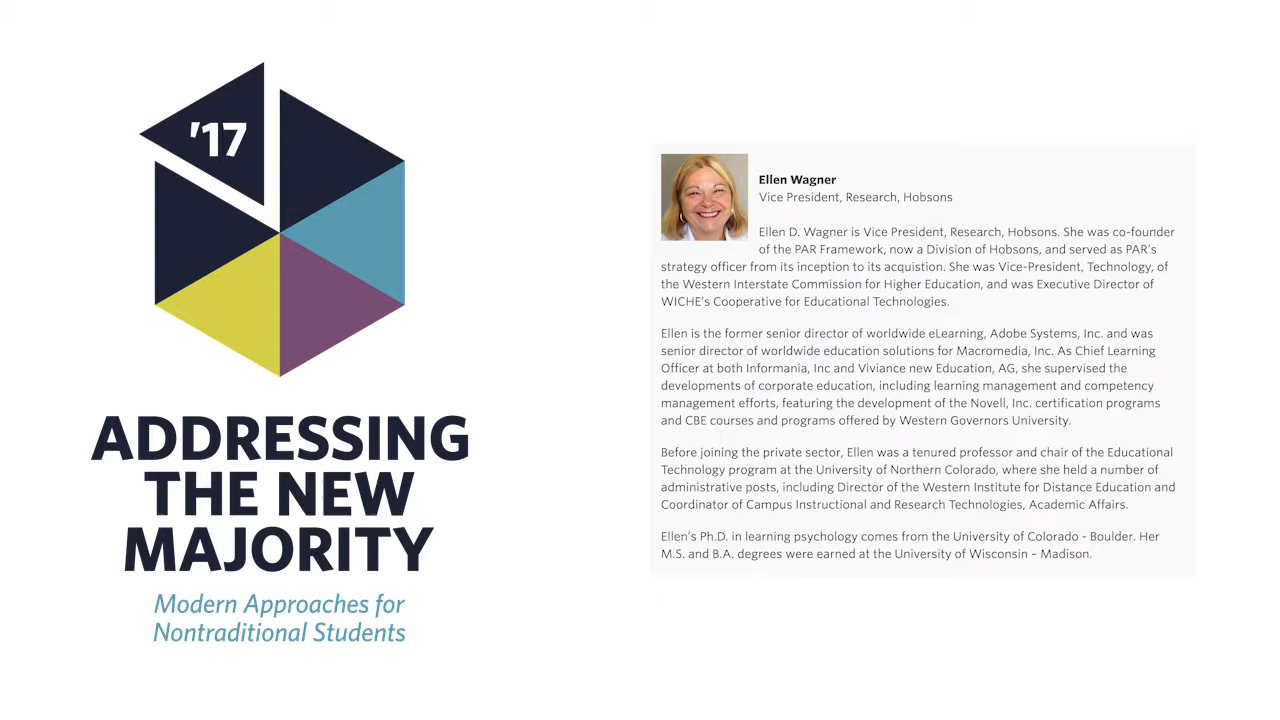 '17
ADDRESSING
THE NEW
MAJORITY
Modern Approaches for
Nontraditional Students
Ellen Wagner
Vice President, Research, Hobsons
Ellen D. Wagner is Vice President, Research, Hobsons. She was co-founder
of the PAR Framework, now a Division of Hobsons, and served as PAR's
strategy officer from its inception to its acquistion. She was Vice-President, Technology, of
the Western Interstate Commission for Higher Education, and was Executive Director of
WICHE's Cooperative for Educational Technologies.
Ellen is the former senior director of worldwide eLearning, Adobe Systems, Inc. and was
senior director of worldwide education solutions for Macromedia, Inc. As Chief Learning
Officer at both Informania, Inc and Viviance new Education, AG, she supervised the
developments of corporate education, including learning management and competency
management efforts, featuring the development of the Novell, Inc. certification programs
and CBE courses and programs offered by Western Governors University.
Before joining the private sector, Ellen was a tenured professor and chair of the Educational
Technology program at the University of Northern Colorado, where she held a number of
administrative posts, including Director of the Western Institute for Distance Education and
Coordinator of Campus Instructional and Research Technologies, Academic Affairs.
Ellen's Ph.D. in learning psychology comes from the University of Colorado - Boulder. Her
M.S. and B.A. degrees were earned at the University of Wisconsin – Madison.